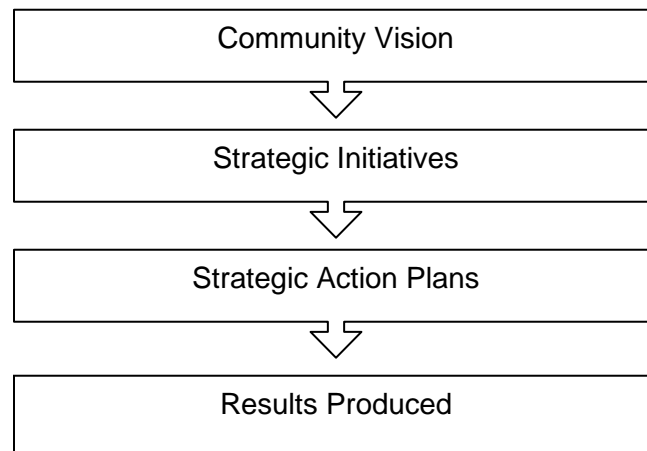 Community Vision
Strategic Initiatives
Strategic Action Plans
Results Produced